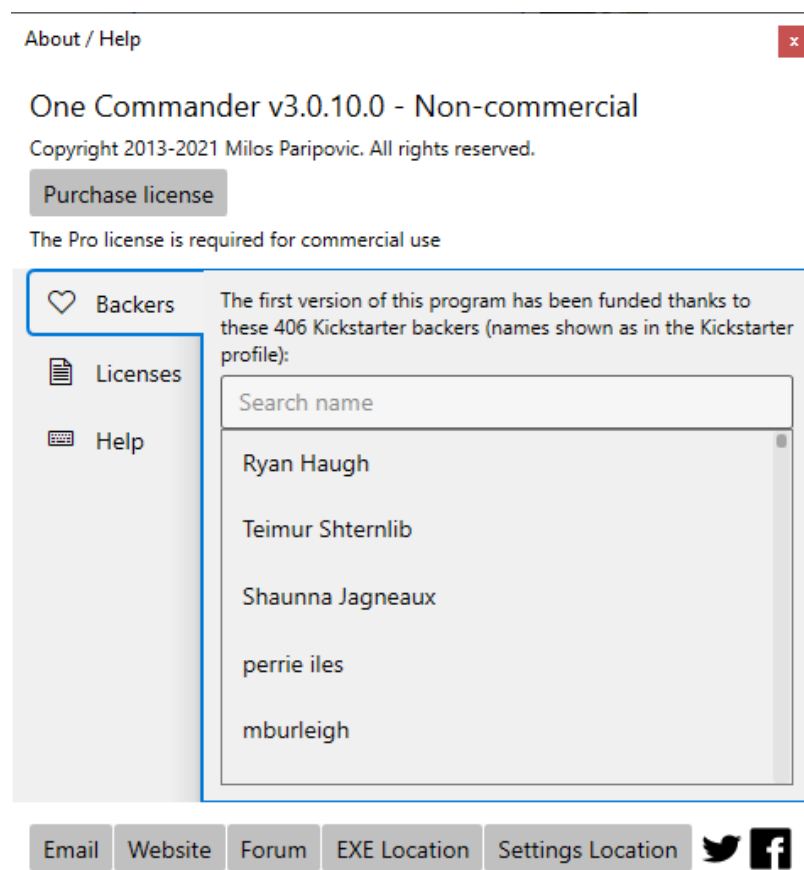 About / Help
x
One Commander v3.0.10.0 - Non-commercial
Copyright 2013-2021 Milos Paripovic. All rights reserved.
Purchase license
The Pro license is required for commercial use
Backers
Licenses
Help
The first version of this program has been funded thanks to
these 406 Kickstarter backers (names shown as in the Kickstarter
profile):
Search name
Ryan Haugh
Teimur Shternlib
Shaunna Jagneaux
perrie iles
mburleigh
Email Website Forum EXE Location Settings Location